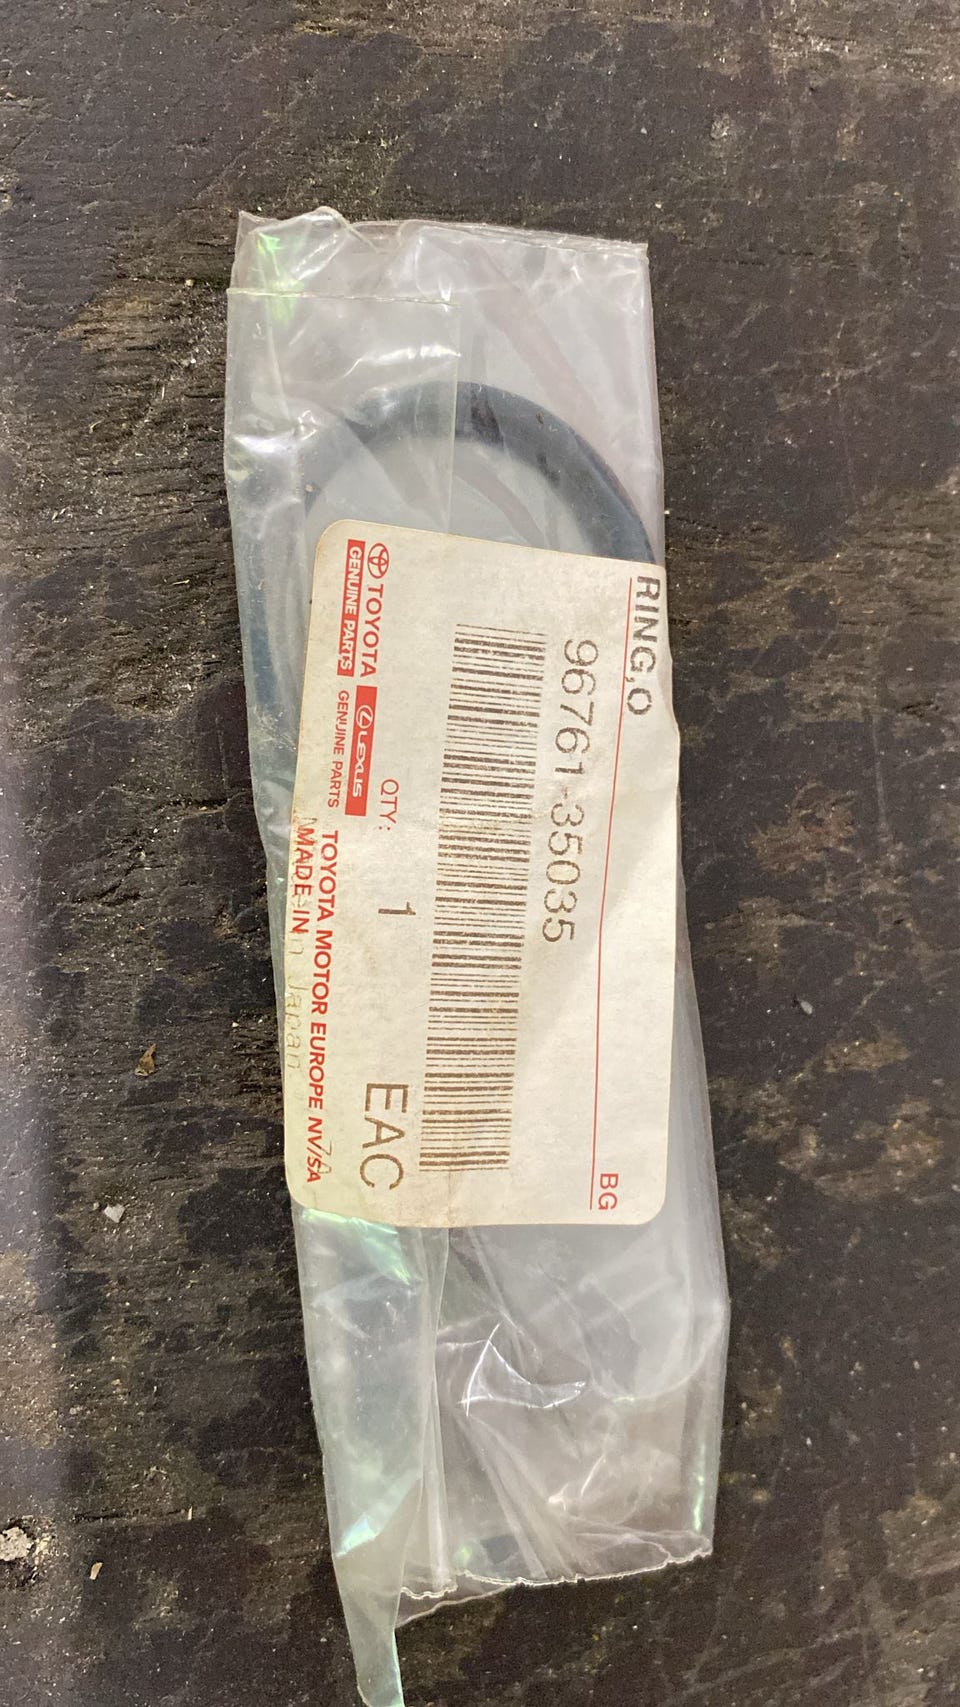 RING,O
BG
96761-35035
QTY: 1 EAC
TOYOTA
GENUINE PARTS
LEXUS
GENUINE PARTS
TOYOTA MOTOR EUROPE NV/SA
MADE IN Japan